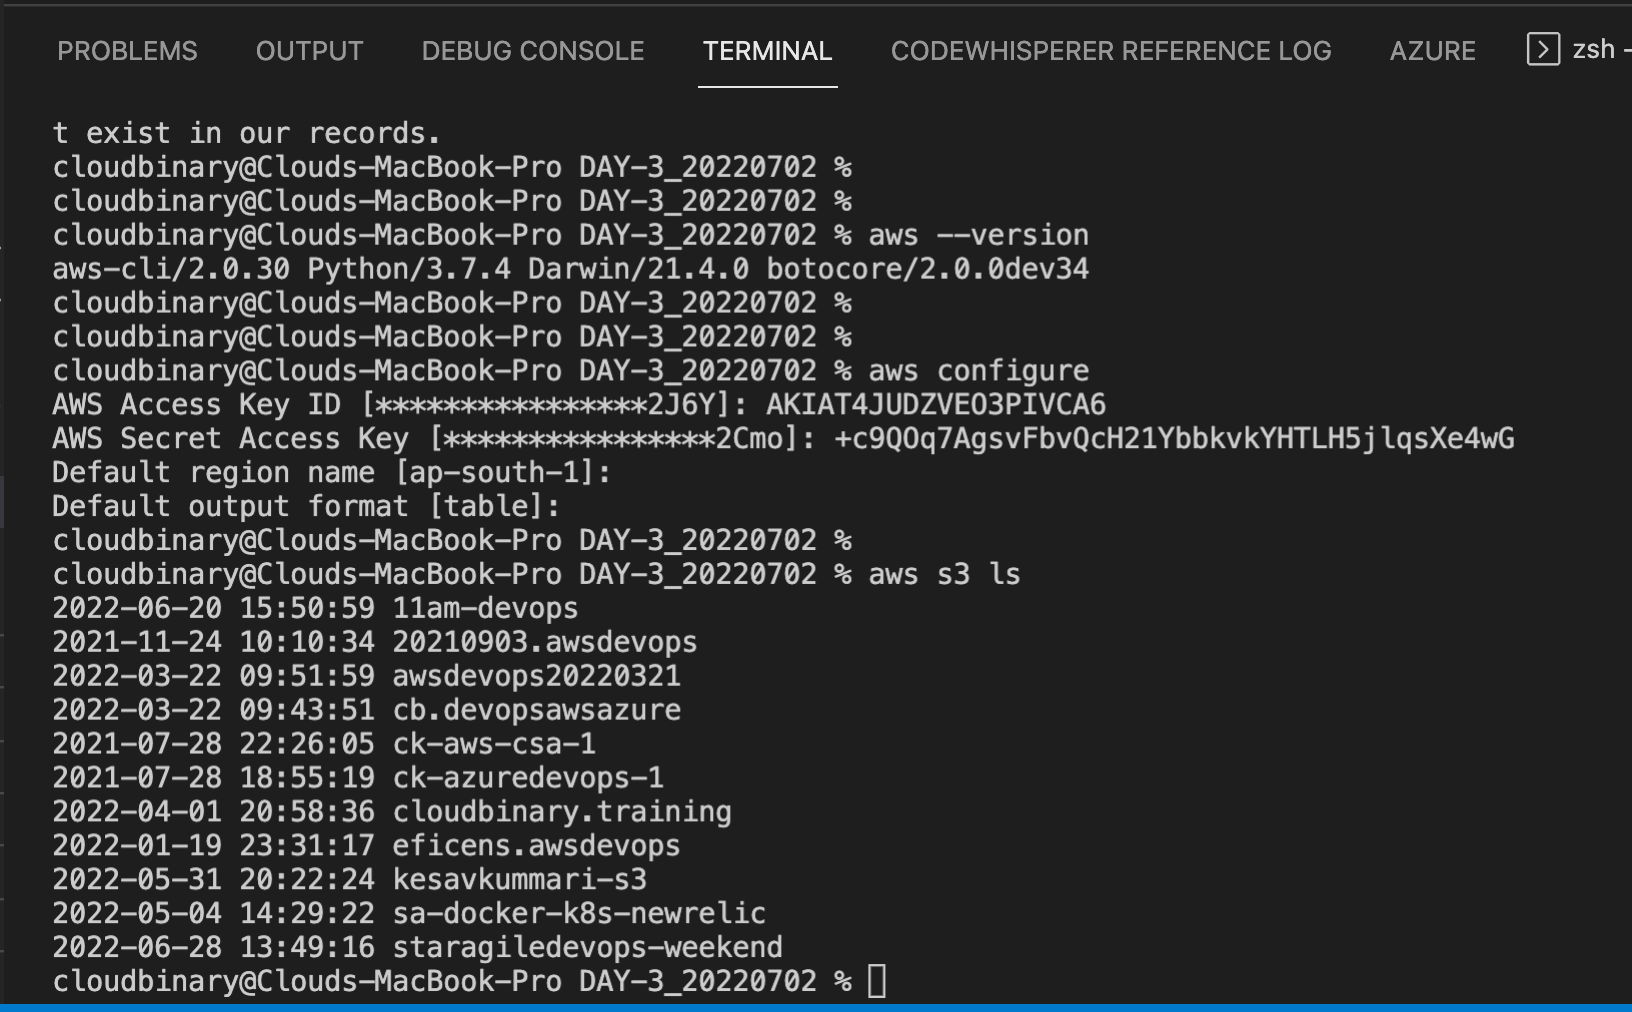 PROBLEMS OUTPUT DEBUG CONSOLE TERMINAL CODEWHISPERER REFERENCE LOG AZURE zsh -
t exist in our records.
cloudbinary@Clouds-MacBook-Pro DAY-3_20220702 %
cloudbinary@Clouds-MacBook-Pro DAY-3_20220702 %
cloudbinary@Clouds-MacBook-Pro DAY-3_20220702 % aws --version
aws-cli/2.0.30 Python/3.7.4 Darwin/21.4.0 botocore/2.0.0dev34
cloudbinary@Clouds-MacBook-Pro DAY-3_20220702 %
cloudbinary@Clouds-MacBook-Pro DAY-3_20220702 %
cloudbinary@Clouds-MacBook-Pro DAY-3_20220702 % aws configure
AWS Access Key ID [****************2J6Y]: AKIAT4JUDZVEO3PIVCA6
AWS Secret Access Key [****************2Cmo]: 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
Default region name [ap-south-1]:
Default output format [table]:
cloudbinary@Clouds-MacBook-Pro DAY-3_20220702 %
cloudbinary@Clouds-MacBook-Pro DAY-3_20220702 % aws s3 ls
2022-06-20 15:50:59 11am-devops
2021-11-24 10:10:34 20210903.awsdevops
2022-03-22 09:51:59 awsdevops20220321
2022-03-22 09:43:51 cb.devopsawsazure
2021-07-28 22:26:05 ck-aws-csa-1
2021-07-28 18:55:19 ck-azuredevops-1
2022-04-01 20:58:36 cloudbinary.training
2022-01-19 23:31:17 eficens.awsdevops
2022-05-31 20:22:24 kesavkummari-s3
2022-05-04 14:29:22 sa-docker-k8s-newrelic
2022-06-28 13:49:16 staragiledevops-weekend
cloudbinary@Clouds-MacBook-Pro DAY-3_20220702 %